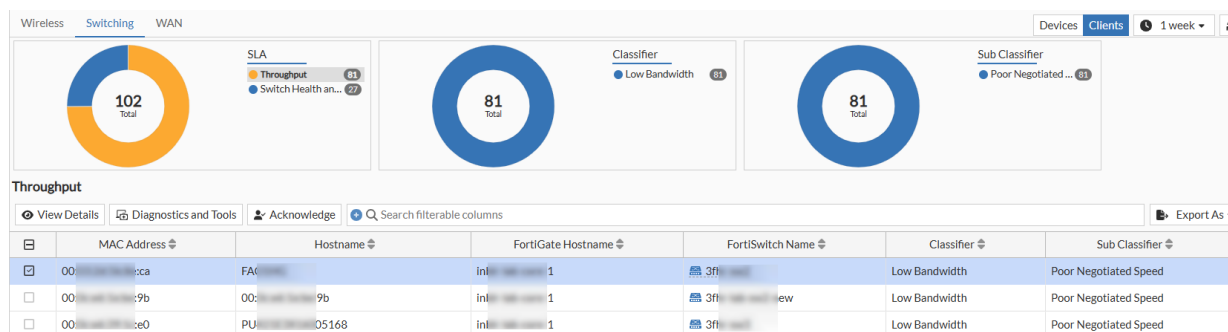 Wireless Switching WAN Devices Clients 1 week
SLA
Throughput 81
Switch Health an... 27
102
Total
Classifier
Low Bandwidth 81
81
Total
Sub Classifier
Poor Negotiated ... 81
81
Total
Throughput
View Details Diagnostics and Tools Acknowledge Search filterable columns Export As
MAC Address Hostname FortiGate Hostname FortiSwitch Name Classifier Sub Classifier
00: :ca FA 1 3f Low Bandwidth Poor Negotiated Speed
00: :9b 00: 9b 1 3f ew Low Bandwidth Poor Negotiated Speed
00: :e0 PU 05168 1 3f Low Bandwidth Poor Negotiated Speed